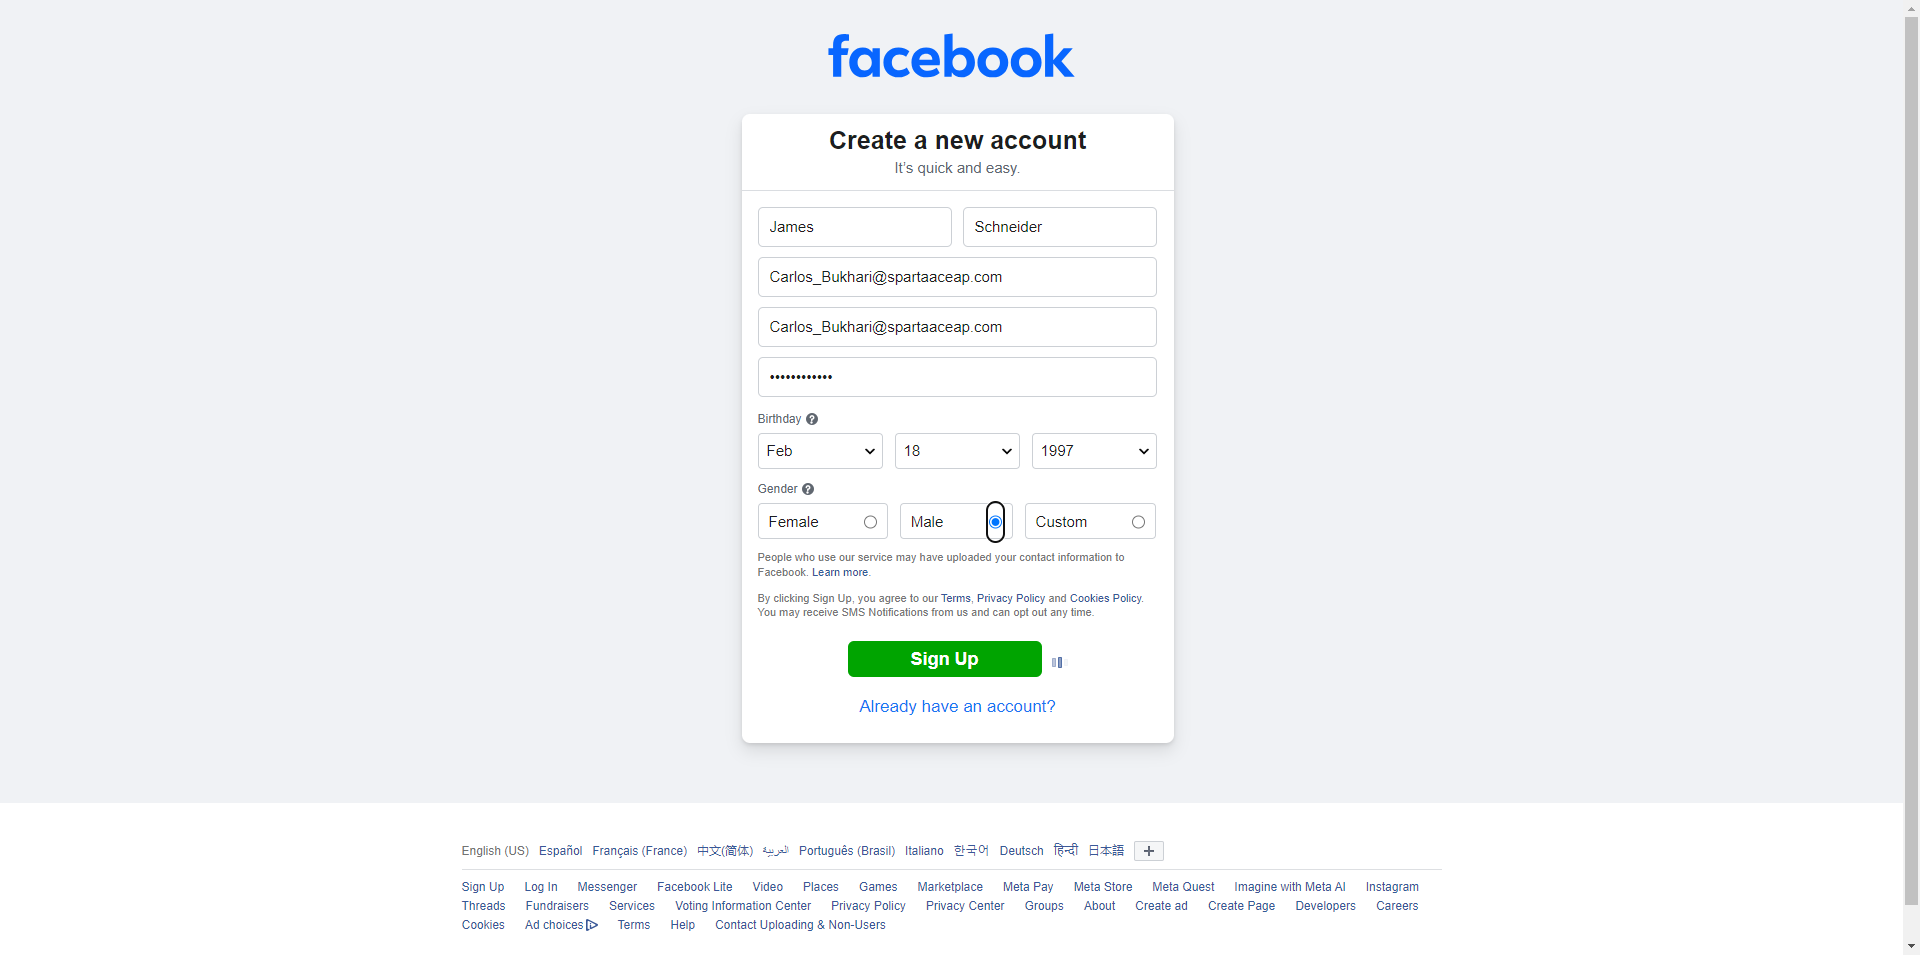 facebook
Create a new account
It's quick and easy.
James Schneider
Carlos_Bukhari@spartaaceap.com
Carlos_Bukhari@spartaaceap.com
••••••••••••
Birthday
Feb 18 1997
Gender
Female Male Custom
People who use our service may have uploaded your contact information to
Facebook. Learn more.
By clicking Sign Up, you agree to our Terms, Privacy Policy and Cookies Policy.
You may receive SMS Notifications from us and can opt out any time.
Sign Up
Already have an account?
English (US) Español Français (France) 中文(简体) العربية Português (Brasil) Italiano 한국어 Deutsch हिन्दी 日本語
Sign Up Log In Messenger Facebook Lite Video Places Games Marketplace Meta Pay Meta Store Meta Quest Imagine with Meta AI Instagram
Threads Fundraisers Services Voting Information Center Privacy Policy Privacy Center Groups About Create ad Create Page Developers Careers
Cookies Ad choices Terms Help Contact Uploading & Non-Users